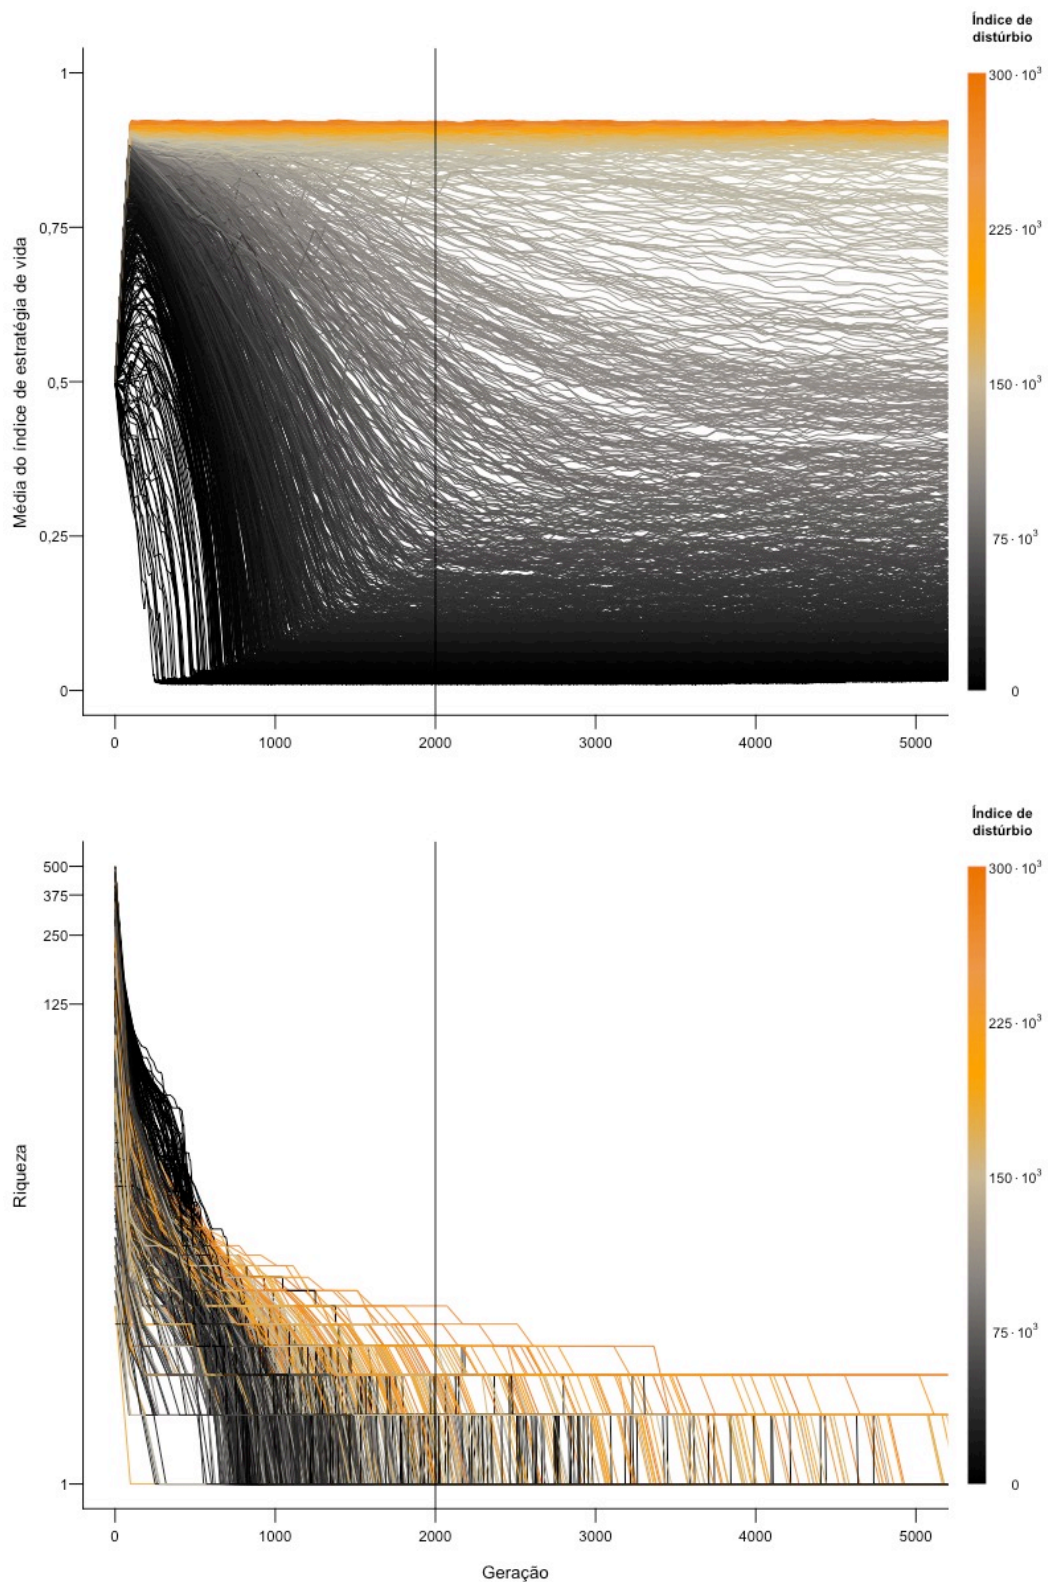 Índice de
distúrbio
300 · 10³
225 · 10³
150 · 10³
75 · 10³
0
Média do índice de estratégia de vida
1
0,75
0,5
0,25
0
0 1000 2000 3000 4000 5000
Índice de
distúrbio
300 · 10³
225 · 10³
150 · 10³
75 · 10³
0
Riqueza
500
375
250
125
1
0 1000 2000 3000 4000 5000
Geração